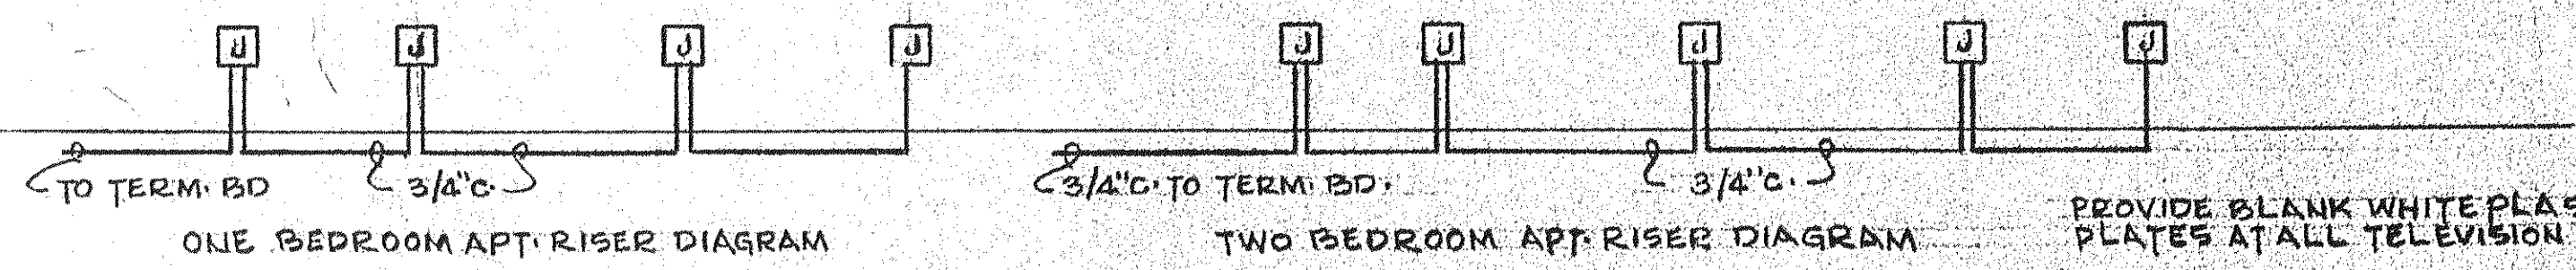 J J J J J J J J J
TO TERM. BD
3/4"C.
3/4"C. TO TERM. BD.
3/4"C.
ONE BEDROOM APT. RISER DIAGRAM
TWO BEDROOM APT. RISER DIAGRAM
PROVIDE BLANK WHITE PLAS
PLATES AT ALL TELEVISION